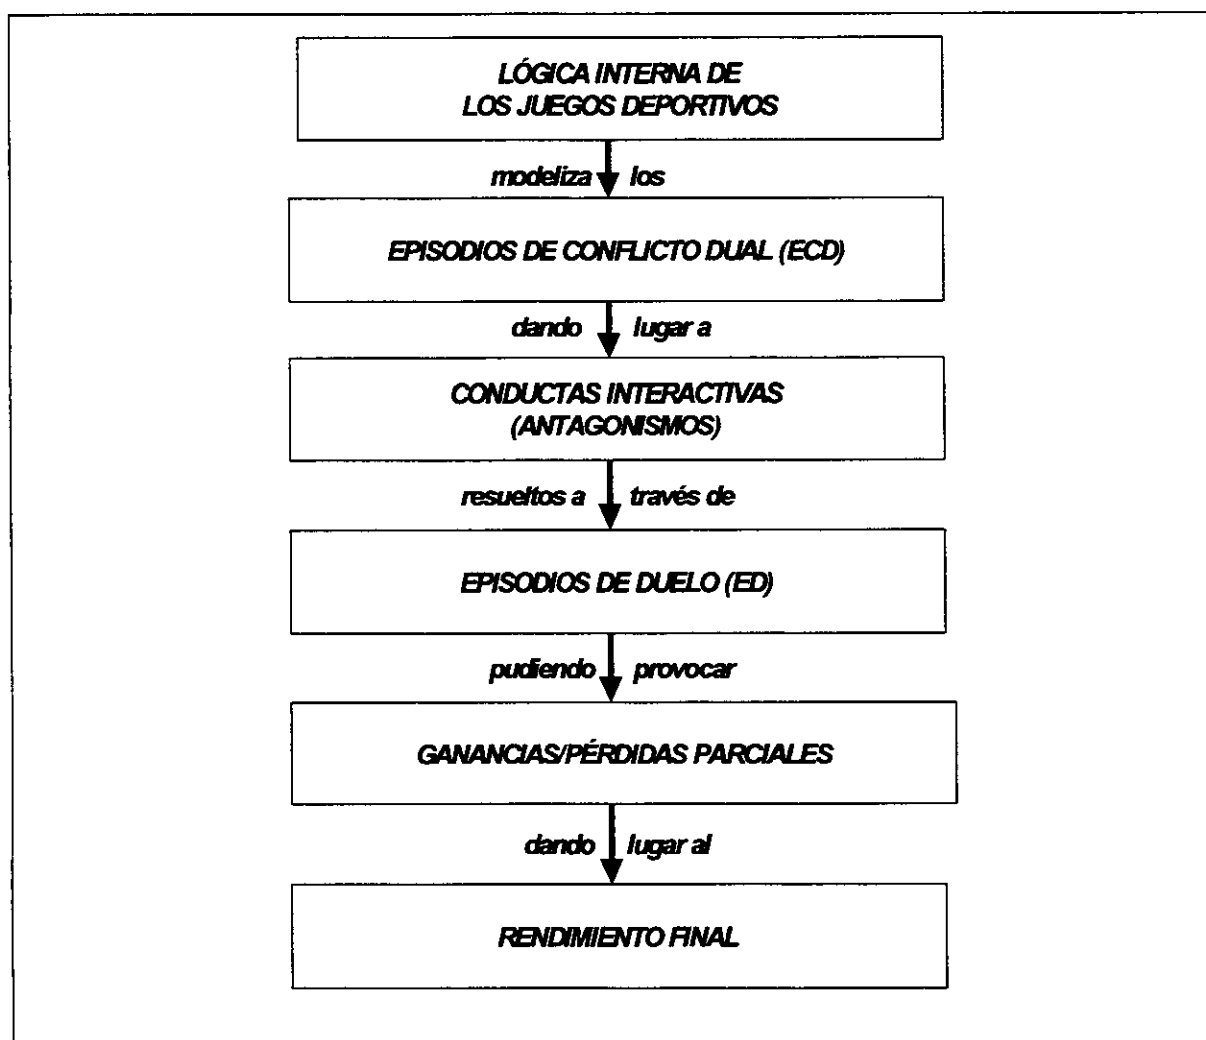 LÓGICA INTERNA DE
LOS JUEGOS DEPORTIVOS
modeliza los
EPISODIOS DE CONFLICTO DUAL (ECD)
dando lugar a
CONDUCTAS INTERACTIVAS
(ANTAGONISMOS)
resueltos a través de
EPISODIOS DE DUELO (ED)
pudiendo provocar
GANANCIAS/PÉRDIDAS PARCIALES
dando lugar al
RENDIMIENTO FINAL